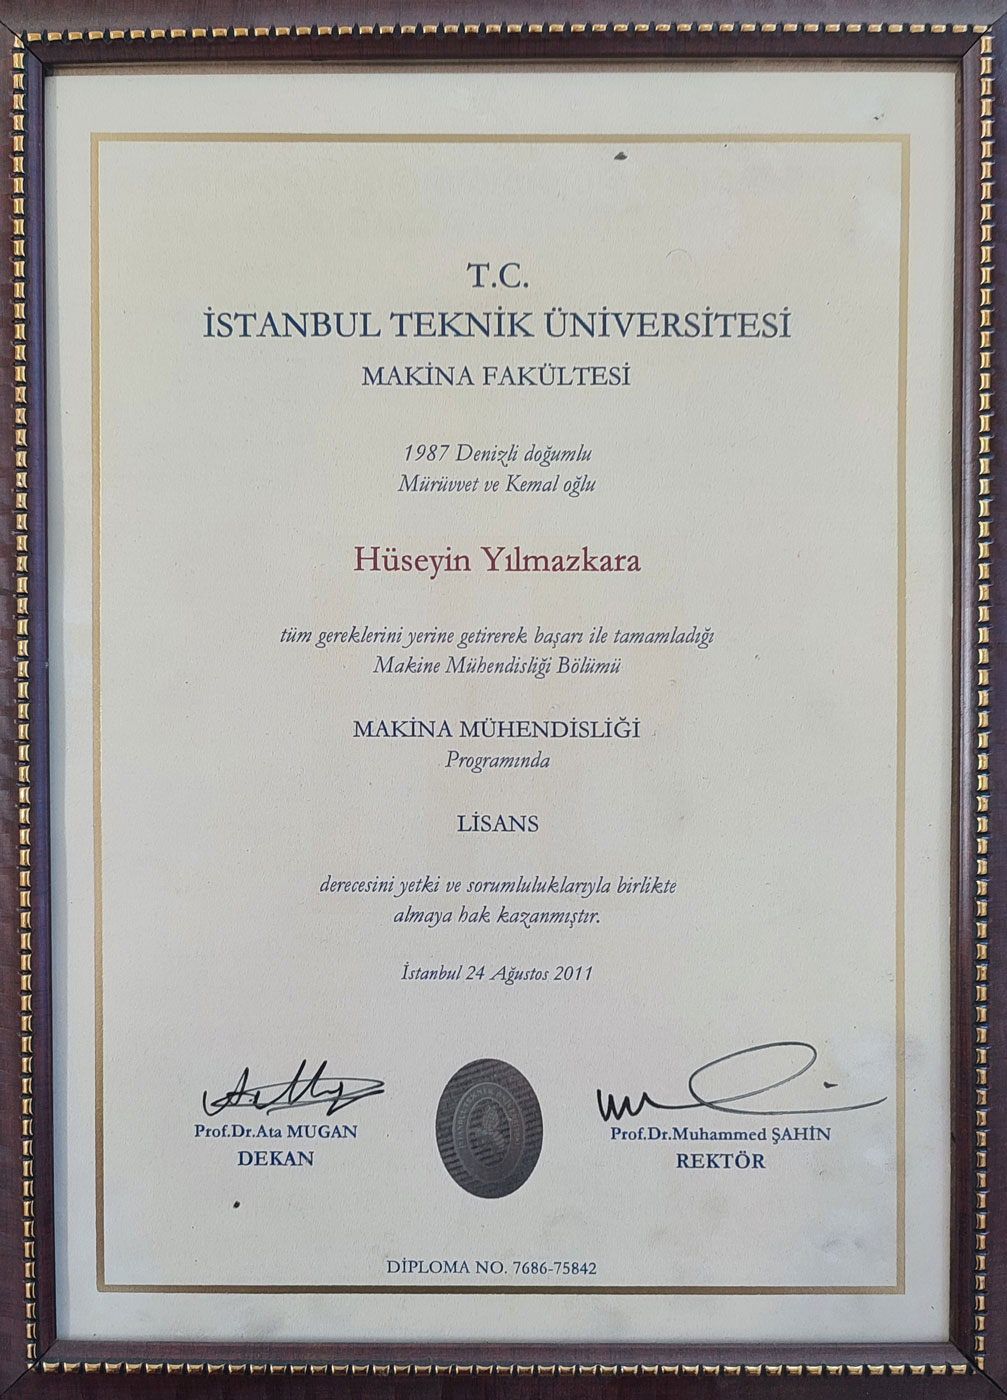 T.C.
İSTANBUL TEKNİK ÜNİVERSİTESİ
MAKİNA FAKÜLTESİ
1987 Denizli doğumlu
Mürüvvet ve Kemal oğlu
Hüseyin Yılmazkara
tüm gereklerini yerine getirerek başarı ile tamamladığı
Makine Mühendisliği Bölümü
MAKİNA MÜHENDİSLİĞİ
Programında
LİSANS
derecesini yetki ve sorumluluklarıyla birlikte
almaya hak kazanmıştır.
İstanbul 24 Ağustos 2011
Prof.Dr.Ata MUGAN
DEKAN
Prof.Dr.Muhammed ŞAHİN
REKTÖR
DİPLOMA NO. 7686-75842